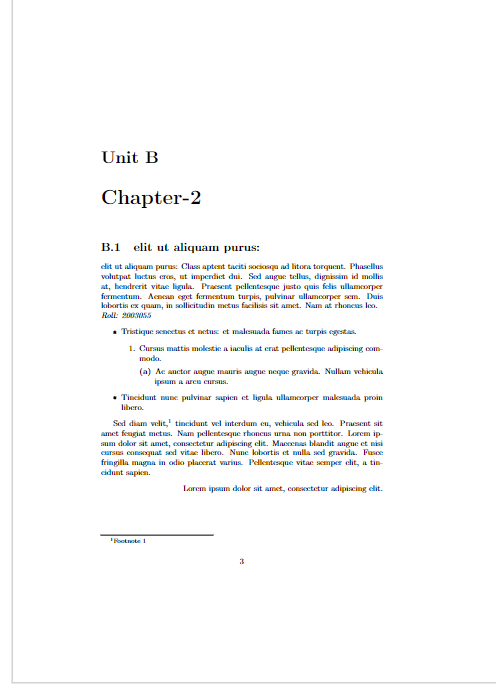 Unit B
Chapter-2
B.1 elit ut aliquam purus:
elit ut aliquam purus: Class aptent taciti sociosqu ad litora torquent. Phasellus
volutpat luctus eros, ut imperdiet dui. Sed augue tellus, dignissim id mollis
at, hendrerit vitae ligula. Praesent pellentesque justo quis felis ullamcorper
fermentum. Aenean eget fermentum turpis, pulvinar ullamcorper sem. Duis
lobortis ex quam, in sollicitudin metus facilisis sit amet. Nam at rhoncus leo.
Roll: 2003055
• Tristique senectus et netus: et malesuada fames ac turpis egestas.
1. Cursus mattis molestie a iaculis at erat pellentesque adipiscing com-
modo.
(a) Ac auctor augue mauris augue neque gravida. Nullam vehicula
ipsum a arcu cursus.
• Tincidunt nunc pulvinar sapien et ligula ullamcorper malesuada proin
libero.
Sed diam velit,¹ tincidunt vel interdum eu, vehicula sed leo. Praesent sit
amet feugiat metus. Nam pellentesque rhoncus urna non porttitor. Lorem ip-
sum dolor sit amet, consectetur adipiscing elit. Maecenas blandit augue et nisi
cursus consequat sed vitae libero. Nunc lobortis et nulla sed gravida. Fusce
fringilla magna in odio placerat varius. Pellentesque vitae semper elit, a tin-
cidunt sapien.
Lorem ipsum dolor sit amet, consectetur adipiscing elit.
¹Footnote 1
3